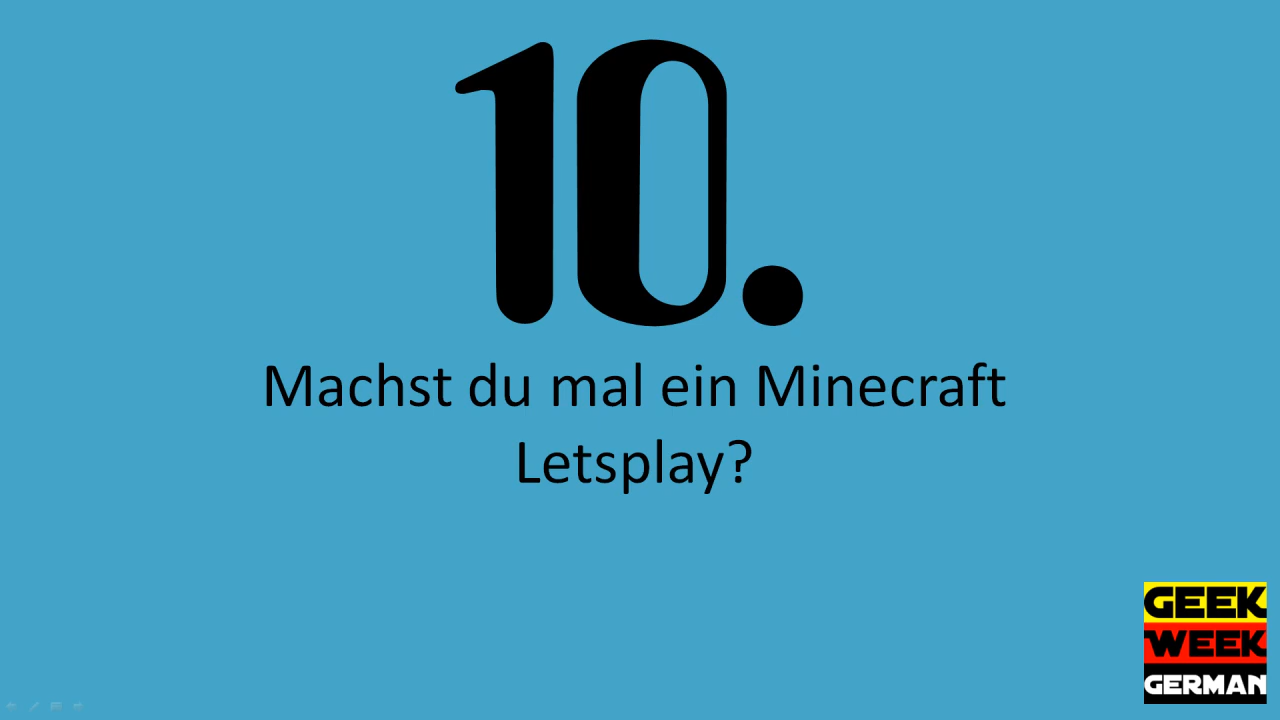 10.
Machst du mal ein Minecraft
Letsplay?
GEEK
WEEK
GERMAN